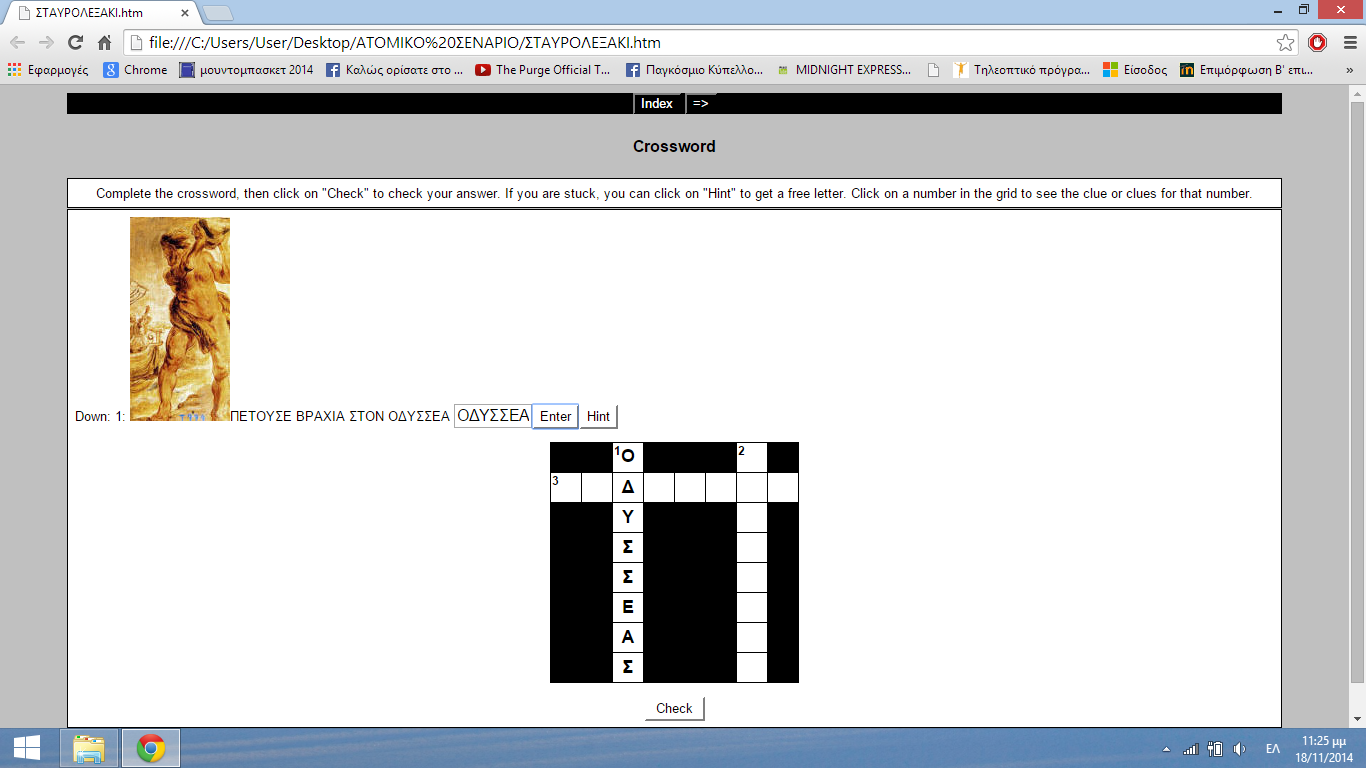 ΣΤΑΥΡΟΛΕΞΑΚΙ.htm
file:///C:/Users/User/Desktop/ΑΤΟΜΙΚΟ%20ΣΕΝΑΡΙΟ/ΣΤΑΥΡΟΛΕΞΑΚΙ.htm
Εφαρμογές Chrome μουντομπασκετ 2014 Καλώς ορίσατε στο ... The Purge Official T... Παγκόσμιο Κύπελλο... MIDNIGHT EXPRESS... Τηλεοπτικό πρόγρα... Είσοδος Επιμόρφωση Β' επι... »
Index =>
Crossword
Complete the crossword, then click on "Check" to check your answer. If you are stuck, you can click on "Hint" to get a free letter. Click on a number in the grid to see the clue or clues for that number.
Down: 1: ΠΕΤΟΥΣΕ ΒΡΑΧΙΑ ΣΤΟΝ ΟΔΥΣΣΕΑ ΟΔΥΣΣΕΑ Enter Hint
1 Ο 2
3 Δ
Υ
Σ
Σ
Ε
Α
Σ
Check
ΕΛ 11:25 μμ
18/11/2014